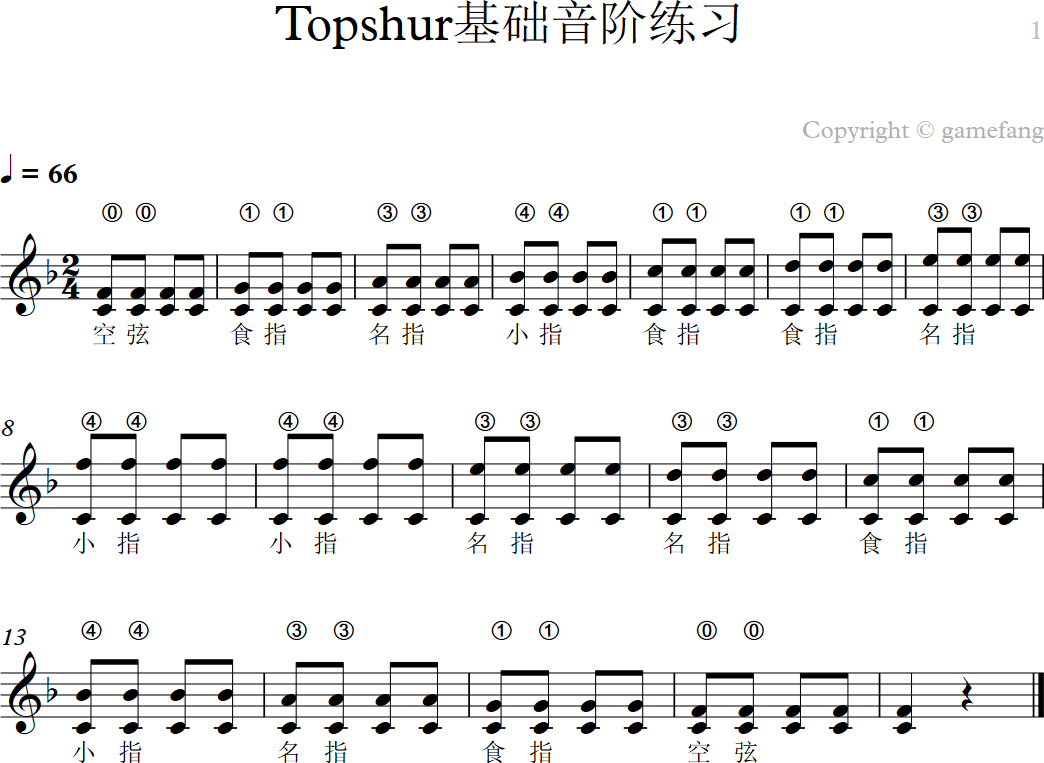 Topshur基础音阶练习
1
Copyright © gamefang
♩ = 66
⓪ ⓪ ① ① ③ ③ ④ ④ ① ① ① ① ③ ③
2
4
空 弦 食 指 名 指 小 指 食 指 食 指 名 指
8
④ ④ ④ ④ ③ ③ ③ ③ ① ①
小 指 小 指 名 指 名 指 食 指
13
④ ④ ③ ③ ① ① ⓪ ⓪
小 指 名 指 食 指 空 弦